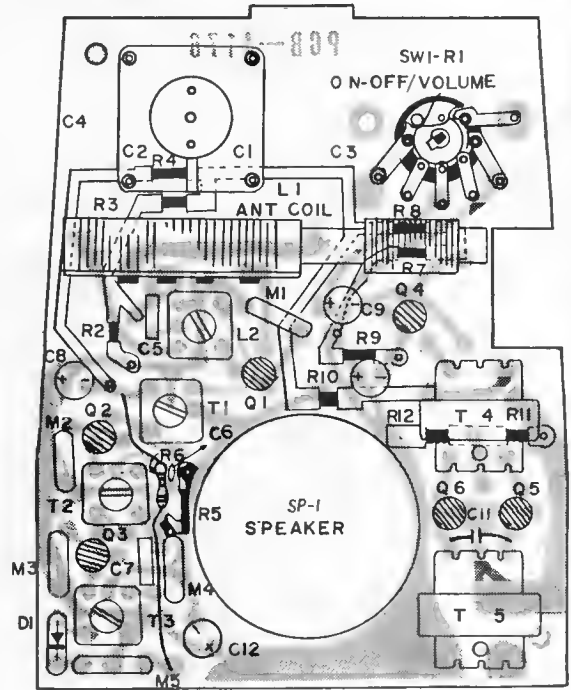 PCB-1170
SW1-R1
ON-OFF/VOLUME
C4
C2
R4
C1
C3
R3
L1
ANT COIL
R8
R7
M1
C9
Q4
R2
C5
L2
R9
C8
Q1
R10
T1
M2
Q2
C6
R12
T 4
R11
R6
T2
SP-1
SPEAKER
R5
Q6
Q5
Q3
C11
C7
M3
M4
D1
T3
T 5
C12
M5